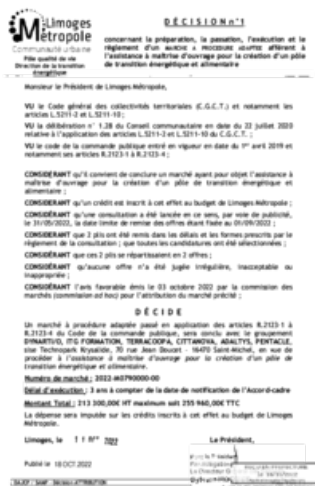 Limoges
Métropole
Communauté urbaine
Pôle qualité de vie
Direction de la transition
énergétique
DÉCISION n°1
concernant la préparation, la passation, l'exécution et le
règlement d'un MARCHÉ A PROCEDURE ADAPTÉE afférent à
l'assistance à maîtrise d'ouvrage pour la création d'un pôle
de transition énergétique et alimentaire
Monsieur le Président de Limoges Métropole,
VU le Code général des collectivités territoriales (C.G.C.T.) et notamment les
articles L.5211-2 et L.5211-10 ;
VU la délibération n° 1.28 du Conseil communautaire en date du 22 juillet 2020
relative à l'application des articles L.5211-2 et L.5211-10 du C.G.C.T. ;
VU le code de la commande publique entré en vigueur en date du 1er avril 2019 et
notamment ses articles R.2123-1 à R.2123-4 ;
CONSIDÉRANT qu'il convient de conclure un marché ayant pour objet l'assistance à
maîtrise d'ouvrage pour la création d'un pôle de transition énergétique et
alimentaire ;
CONSIDÉRANT qu'un crédit est inscrit à cet effet au budget de Limoges Métropole ;
CONSIDÉRANT qu'une consultation a été lancée en ce sens, par voie de publicité,
le 31/05/2022, la date limite de remise des offres étant fixée au 01/09/2022 ;
CONSIDÉRANT que 2 plis ont été remis dans les délais et les formes prescrits par le
règlement de la consultation ; que toutes les candidatures ont été sélectionnées ;
CONSIDÉRANT que ces 2 plis se répartissaient en 2 offres ;
CONSIDÉRANT qu'aucune offre n'a été jugée irrégulière, inacceptable ou
inappropriée ;
CONSIDÉRANT l'avis favorable émis le 03 octobre 2022 par la commission des
marchés (commission ad hoc) pour l'attribution du marché précité ;
DÉCIDE
Un marché à procédure adaptée passé en application des articles R.2123-1 à
R.2123-4 du Code de la commande publique, sera conclu avec le groupement
DYNARTIO, ITG FORMATION, TERRACOOPA, CITTANOVA, ADALTYS, PENTACLE,
site Technopark Krysalide, 70 rue Jean Doucet - 16470 Saint-Michel, en vue de
procéder à l'assistance à maîtrise d'ouvrage pour la création d'un pôle de
transition énergétique et alimentaire.
Numéro de marché : 2022-M0790000-00
Délai d'exécution : 3 ans à compter de la date de notification de l'Accord-cadre
Montant Total : 213 300,00€ HT maximum soit 255 960,00€ TTC
La dépense sera imputée sur les crédits inscrits à cet effet au budget de Limoges
Métropole.
Limoges, le 11 2022
Le Président,
Publié le 18 OCT 2022